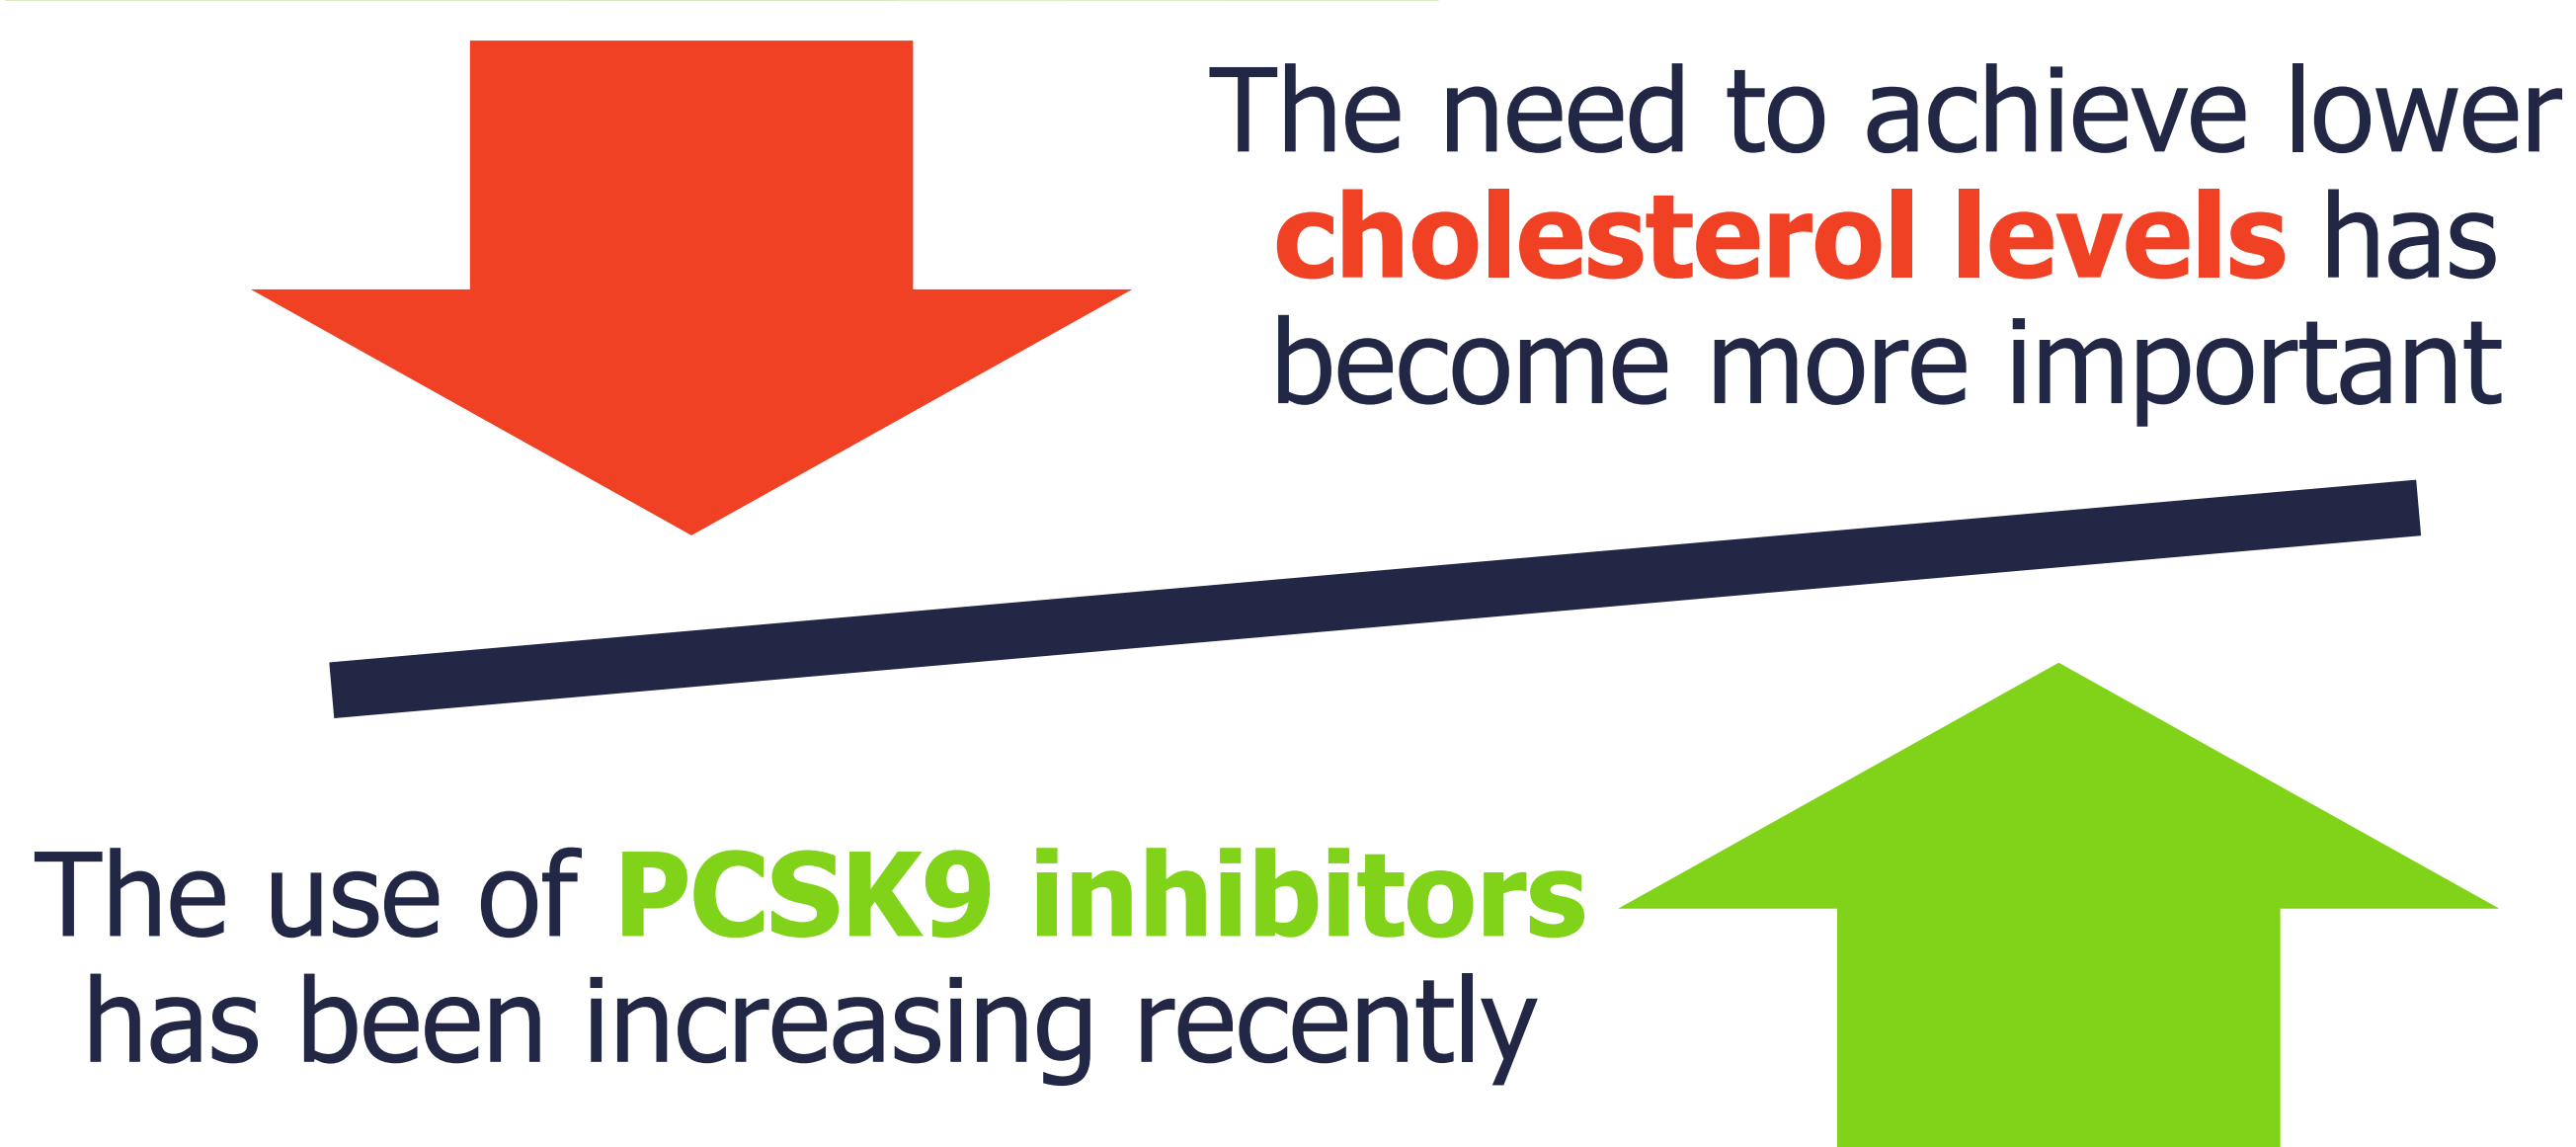 The need to achieve lower
cholesterol levels has
become more important
The use of PCSK9 inhibitors
has been increasing recently